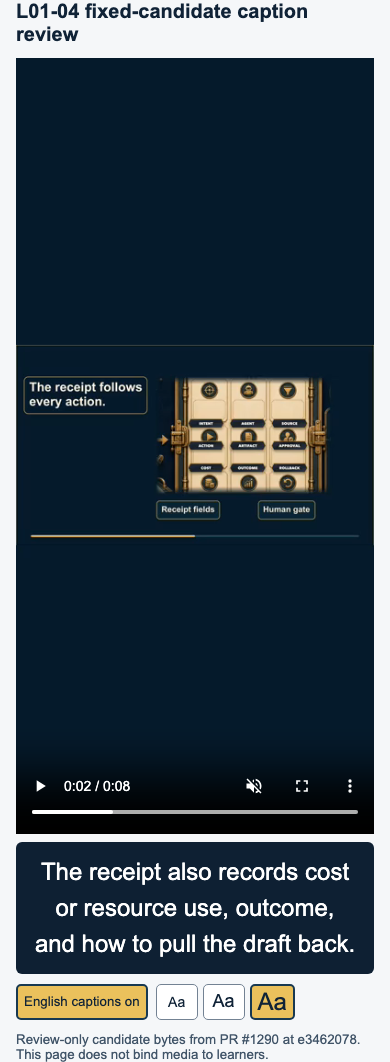 L01-04 fixed-candidate caption
review
The receipt follows
every action.
INTENT AGENT SOURCE
ACTION ARTIFACT APPROVAL
COST OUTCOME ROLLBACK
Receipt fields Human gate
0:02 / 0:08
The receipt also records cost
or resource use, outcome,
and how to pull the draft back.
English captions on Aa Aa Aa
Review-only candidate bytes from PR #1290 at e3462078.
This page does not bind media to learners.